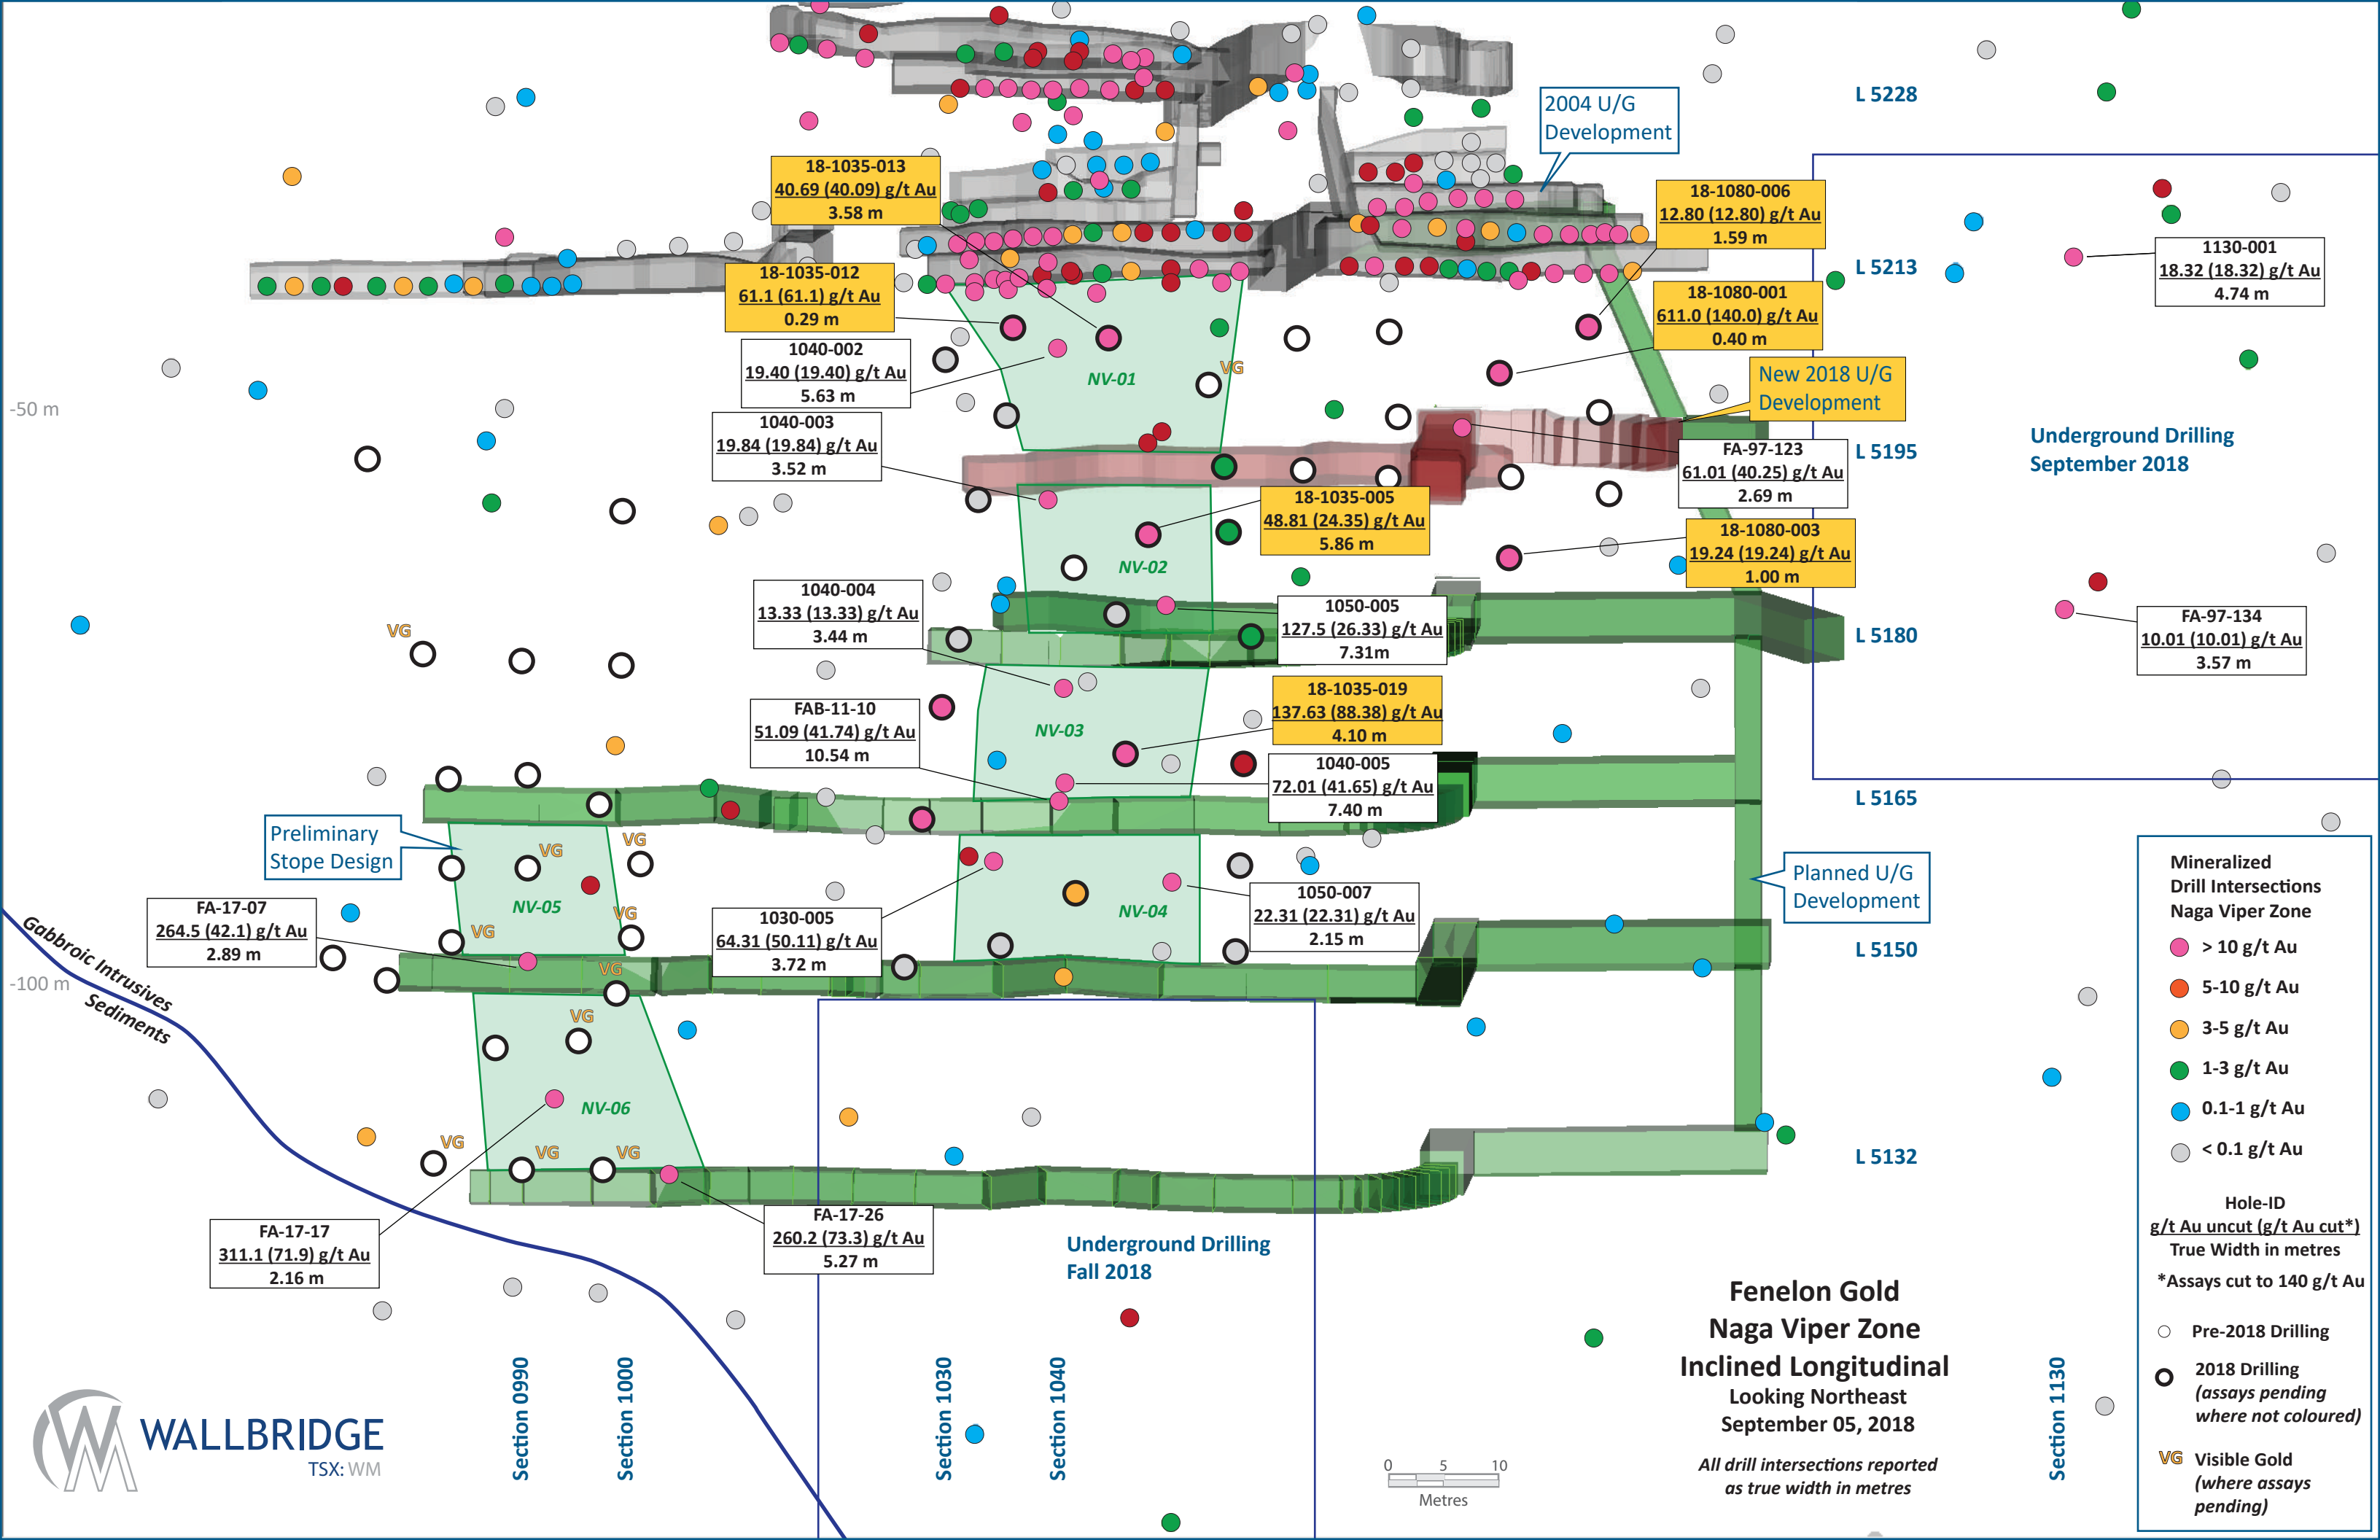 L 5228
2004 U/G
Development
18-1035-013
40.69 (40.09) g/t Au
3.58 m
18-1080-006
12.80 (12.80) g/t Au
1.59 m
1130-001
18.32 (18.32) g/t Au
4.74 m
L 5213
18-1035-012
61.1 (61.1) g/t Au
0.29 m
18-1080-001
611.0 (140.0) g/t Au
0.40 m
1040-002
19.40 (19.40) g/t Au
5.63 m
NV-01
VG
New 2018 U/G
Development
-50 m
1040-003
19.84 (19.84) g/t Au
3.52 m
FA-97-123
61.01 (40.25) g/t Au
2.69 m
L 5195
Underground Drilling
September 2018
18-1035-005
48.81 (24.35) g/t Au
5.86 m
18-1080-003
19.24 (19.24) g/t Au
1.00 m
NV-02
1040-004
13.33 (13.33) g/t Au
3.44 m
1050-005
127.5 (26.33) g/t Au
7.31m
L 5180
FA-97-134
10.01 (10.01) g/t Au
3.57 m
VG
FAB-11-10
51.09 (41.74) g/t Au
10.54 m
18-1035-019
137.63 (88.38) g/t Au
4.10 m
NV-03
1040-005
72.01 (41.65) g/t Au
7.40 m
L 5165
Preliminary
Stope Design
VG
VG
NV-05
VG
VG
VG
FA-17-07
264.5 (42.1) g/t Au
2.89 m
1030-005
64.31 (50.11) g/t Au
3.72 m
NV-04
1050-007
22.31 (22.31) g/t Au
2.15 m
Planned U/G
Development
L 5150
-100 m
Gabbroic Intrusives
Sediments
VG
NV-06
VG
VG
VG
L 5132
FA-17-17
311.1 (71.9) g/t Au
2.16 m
FA-17-26
260.2 (73.3) g/t Au
5.27 m
Underground Drilling
Fall 2018
Mineralized
Drill Intersections
Naga Viper Zone
> 10 g/t Au
5-10 g/t Au
3-5 g/t Au
1-3 g/t Au
0.1-1 g/t Au
< 0.1 g/t Au
Hole-ID
g/t Au uncut (g/t Au cut*)
True Width in metres
*Assays cut to 140 g/t Au
Pre-2018 Drilling
2018 Drilling
(assays pending
where not coloured)
VG Visible Gold
(where assays
pending)
Fenelon Gold
Naga Viper Zone
Inclined Longitudinal
Looking Northeast
September 05, 2018
All drill intersections reported
as true width in metres
0 5 10
Metres
Section 0990
Section 1000
Section 1030
Section 1040
Section 1130
WALLBRIDGE
TSX: WM